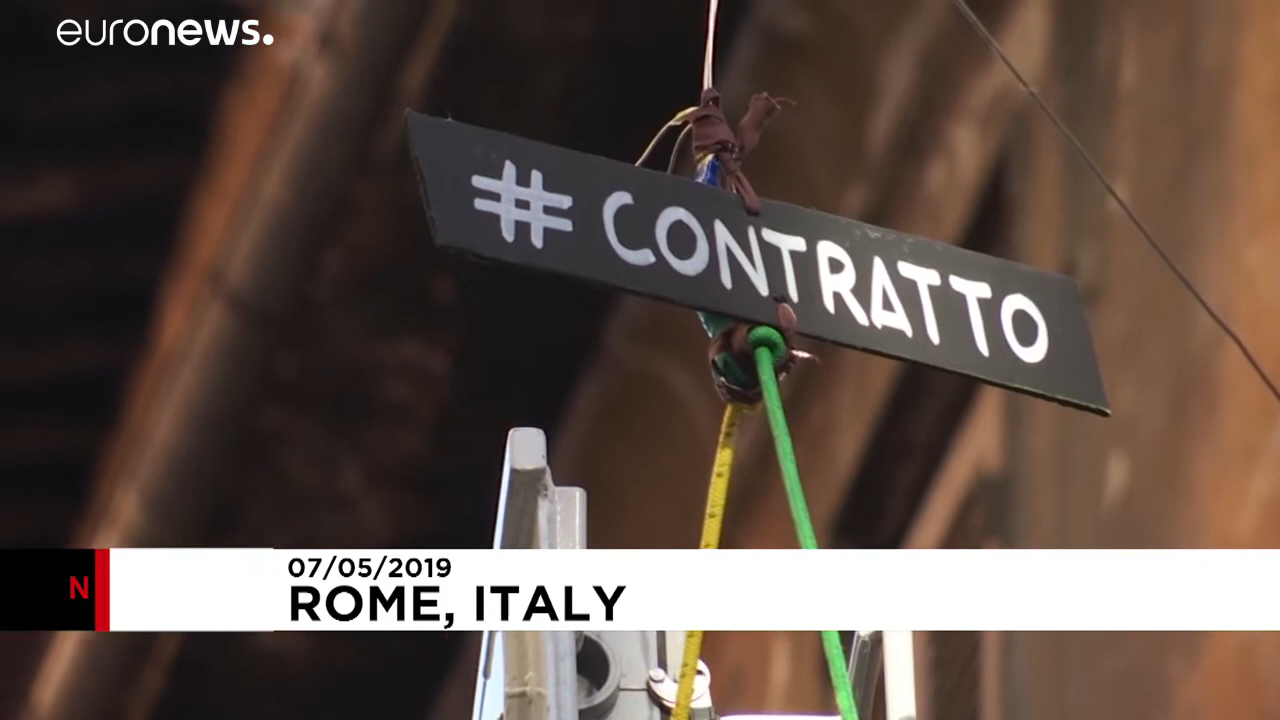 euronews.
# CONTRATTO
N
07/05/2019
ROME, ITALY